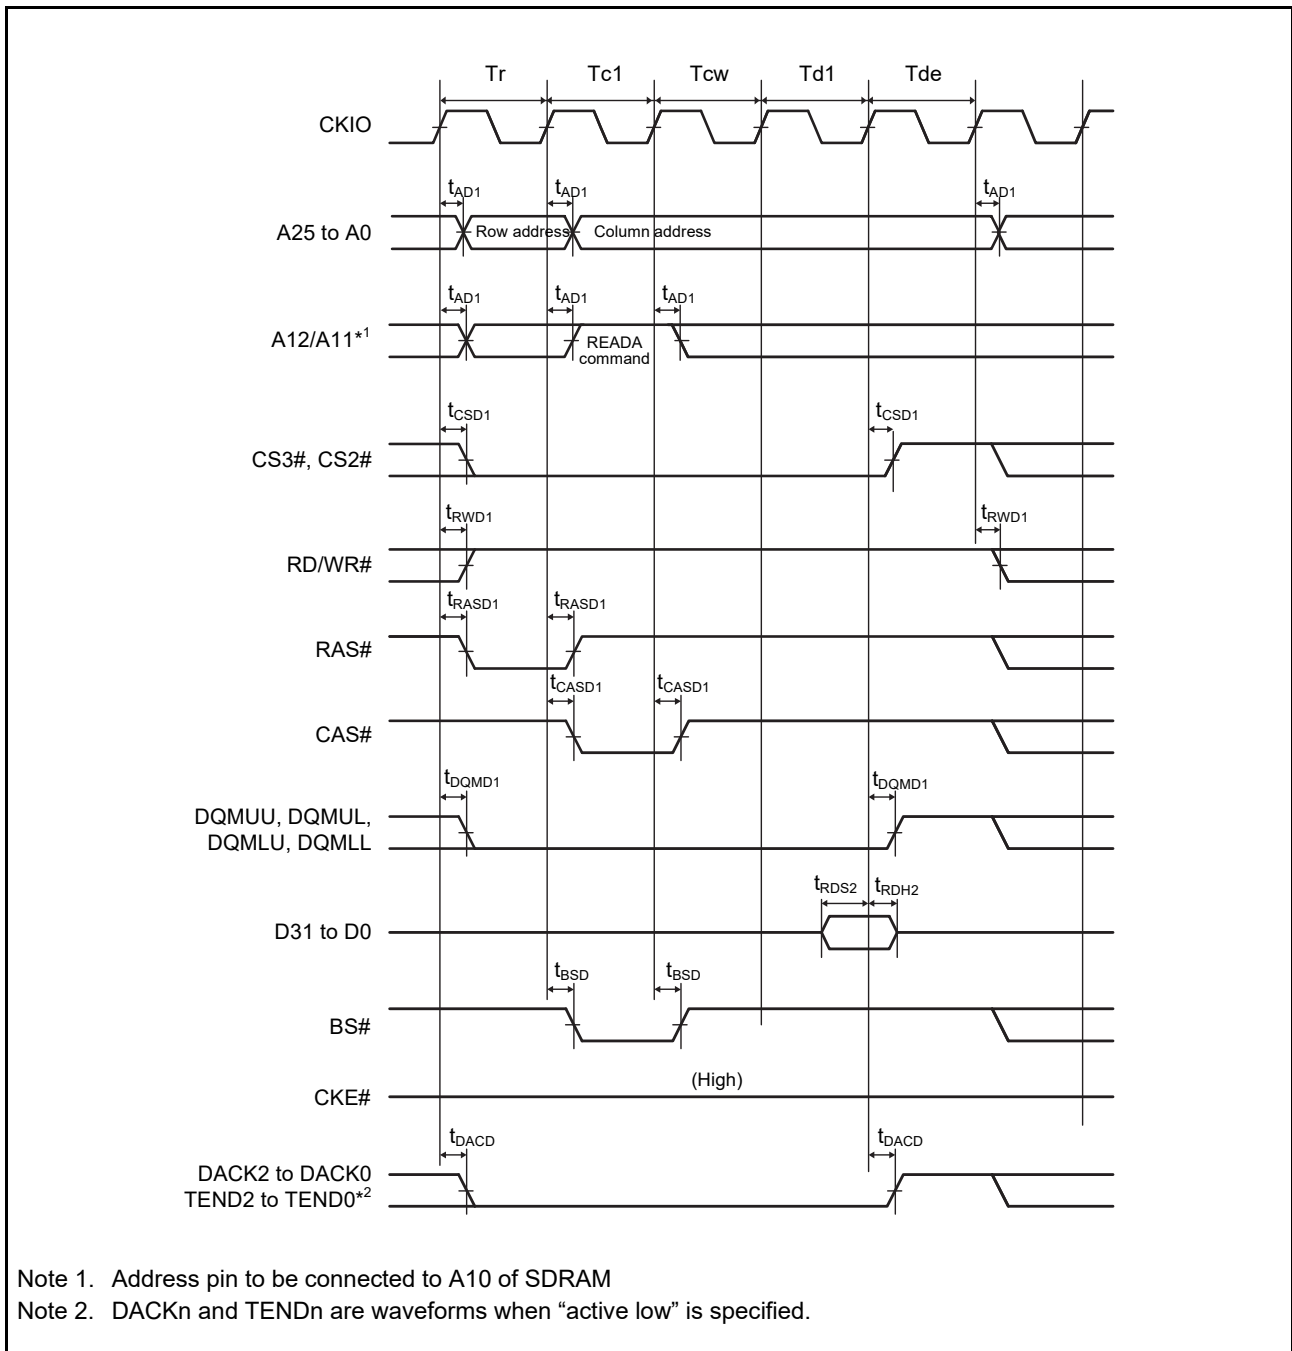 Tr Tc1 Tcw Td1 Tde
CKIO
tAD1 tAD1 tAD1
A25 to A0 Row address Column address
tAD1 tAD1 tAD1
A12/A11*1 READA
command
tCSD1 tCSD1
CS3#, CS2#
tRWD1 tRWD1
RD/WR#
tRASD1 tRASD1
RAS#
tCASD1 tCASD1
CAS#
tDQMD1 tDQMD1
DQMUU, DQMUL,
DQMLU, DQMLL
tRDS2 tRDH2
D31 to D0
tBSD tBSD
BS#
(High)
CKE#
tDACD tDACD
DACK2 to DACK0
TEND2 to TEND0*2
Note 1. Address pin to be connected to A10 of SDRAM
Note 2. DACKn and TENDn are waveforms when “active low” is specified.